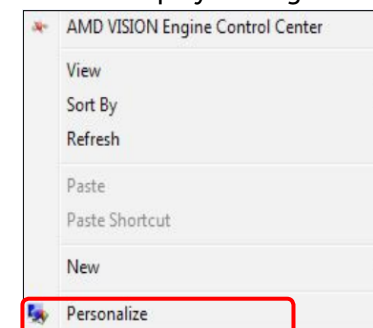 AMD VISION Engine Control Center
View
Sort By
Refresh
Paste
Paste Shortcut
New
Personalize